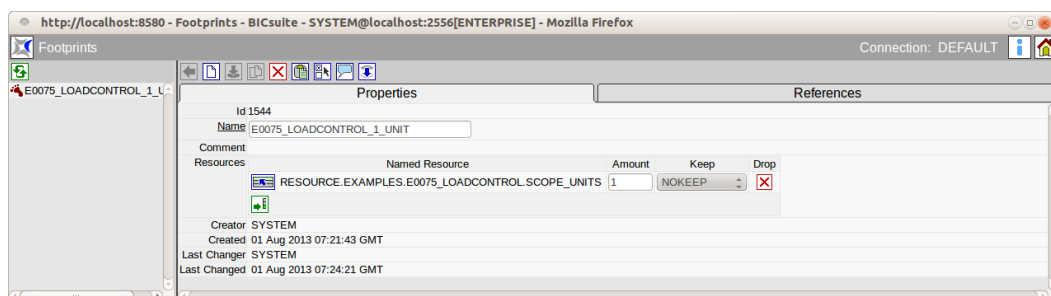 http://localhost:8580 - Footprints - BICsuite - SYSTEM@localhost:2556[ENTERPRISE] - Mozilla Firefox
Footprints Connection: DEFAULT
E0075_LOADCONTROL_1_U
Properties References
Id 1544
Name E0075_LOADCONTROL_1_UNIT
Comment
Resources Named Resource Amount Keep Drop
RESOURCE.EXAMPLES.E0075_LOADCONTROL.SCOPE_UNITS 1 NOKEEP
Creator SYSTEM
Created 01 Aug 2013 07:21:43 GMT
Last Changer SYSTEM
Last Changed 01 Aug 2013 07:24:21 GMT